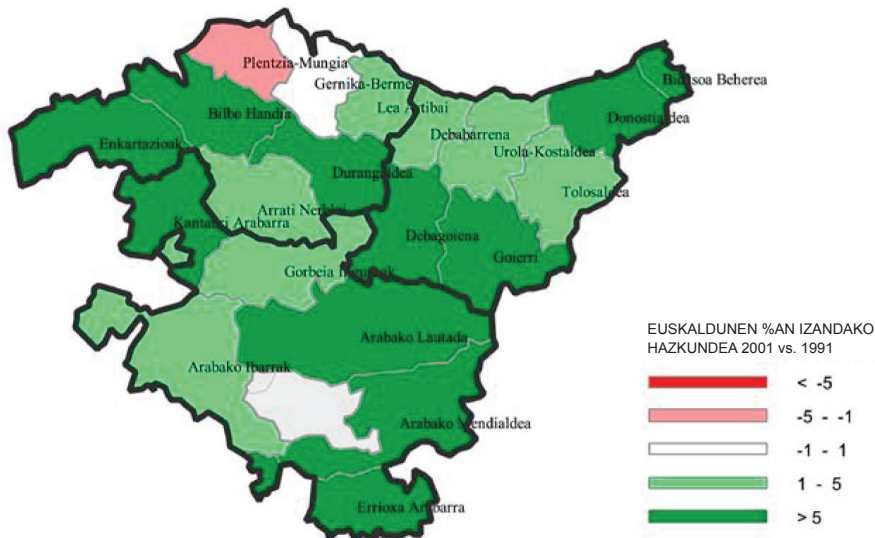 Plentzia-Mungia
Gernika-Berme
Bidasoa Beherea
Lea Artibai
Bilbo Handia
Donostialdea
Debabarrena
Enkartazioak
Urola-Kostaldea
Durangaldea
Tolosaldea
Arrati Nerbioi
Kantauri Arabarra
Debagoiena
Goierri
Gorbeia Inguruak
Arabako Lautada
Arabako Ibarrak
Arabako Mendialdea
Errioxa Arabarra
EUSKALDUNEN %AN IZANDAKO
HAZKUNDEA 2001 vs. 1991
< -5
-5 - -1
-1 - 1
1 - 5
> 5